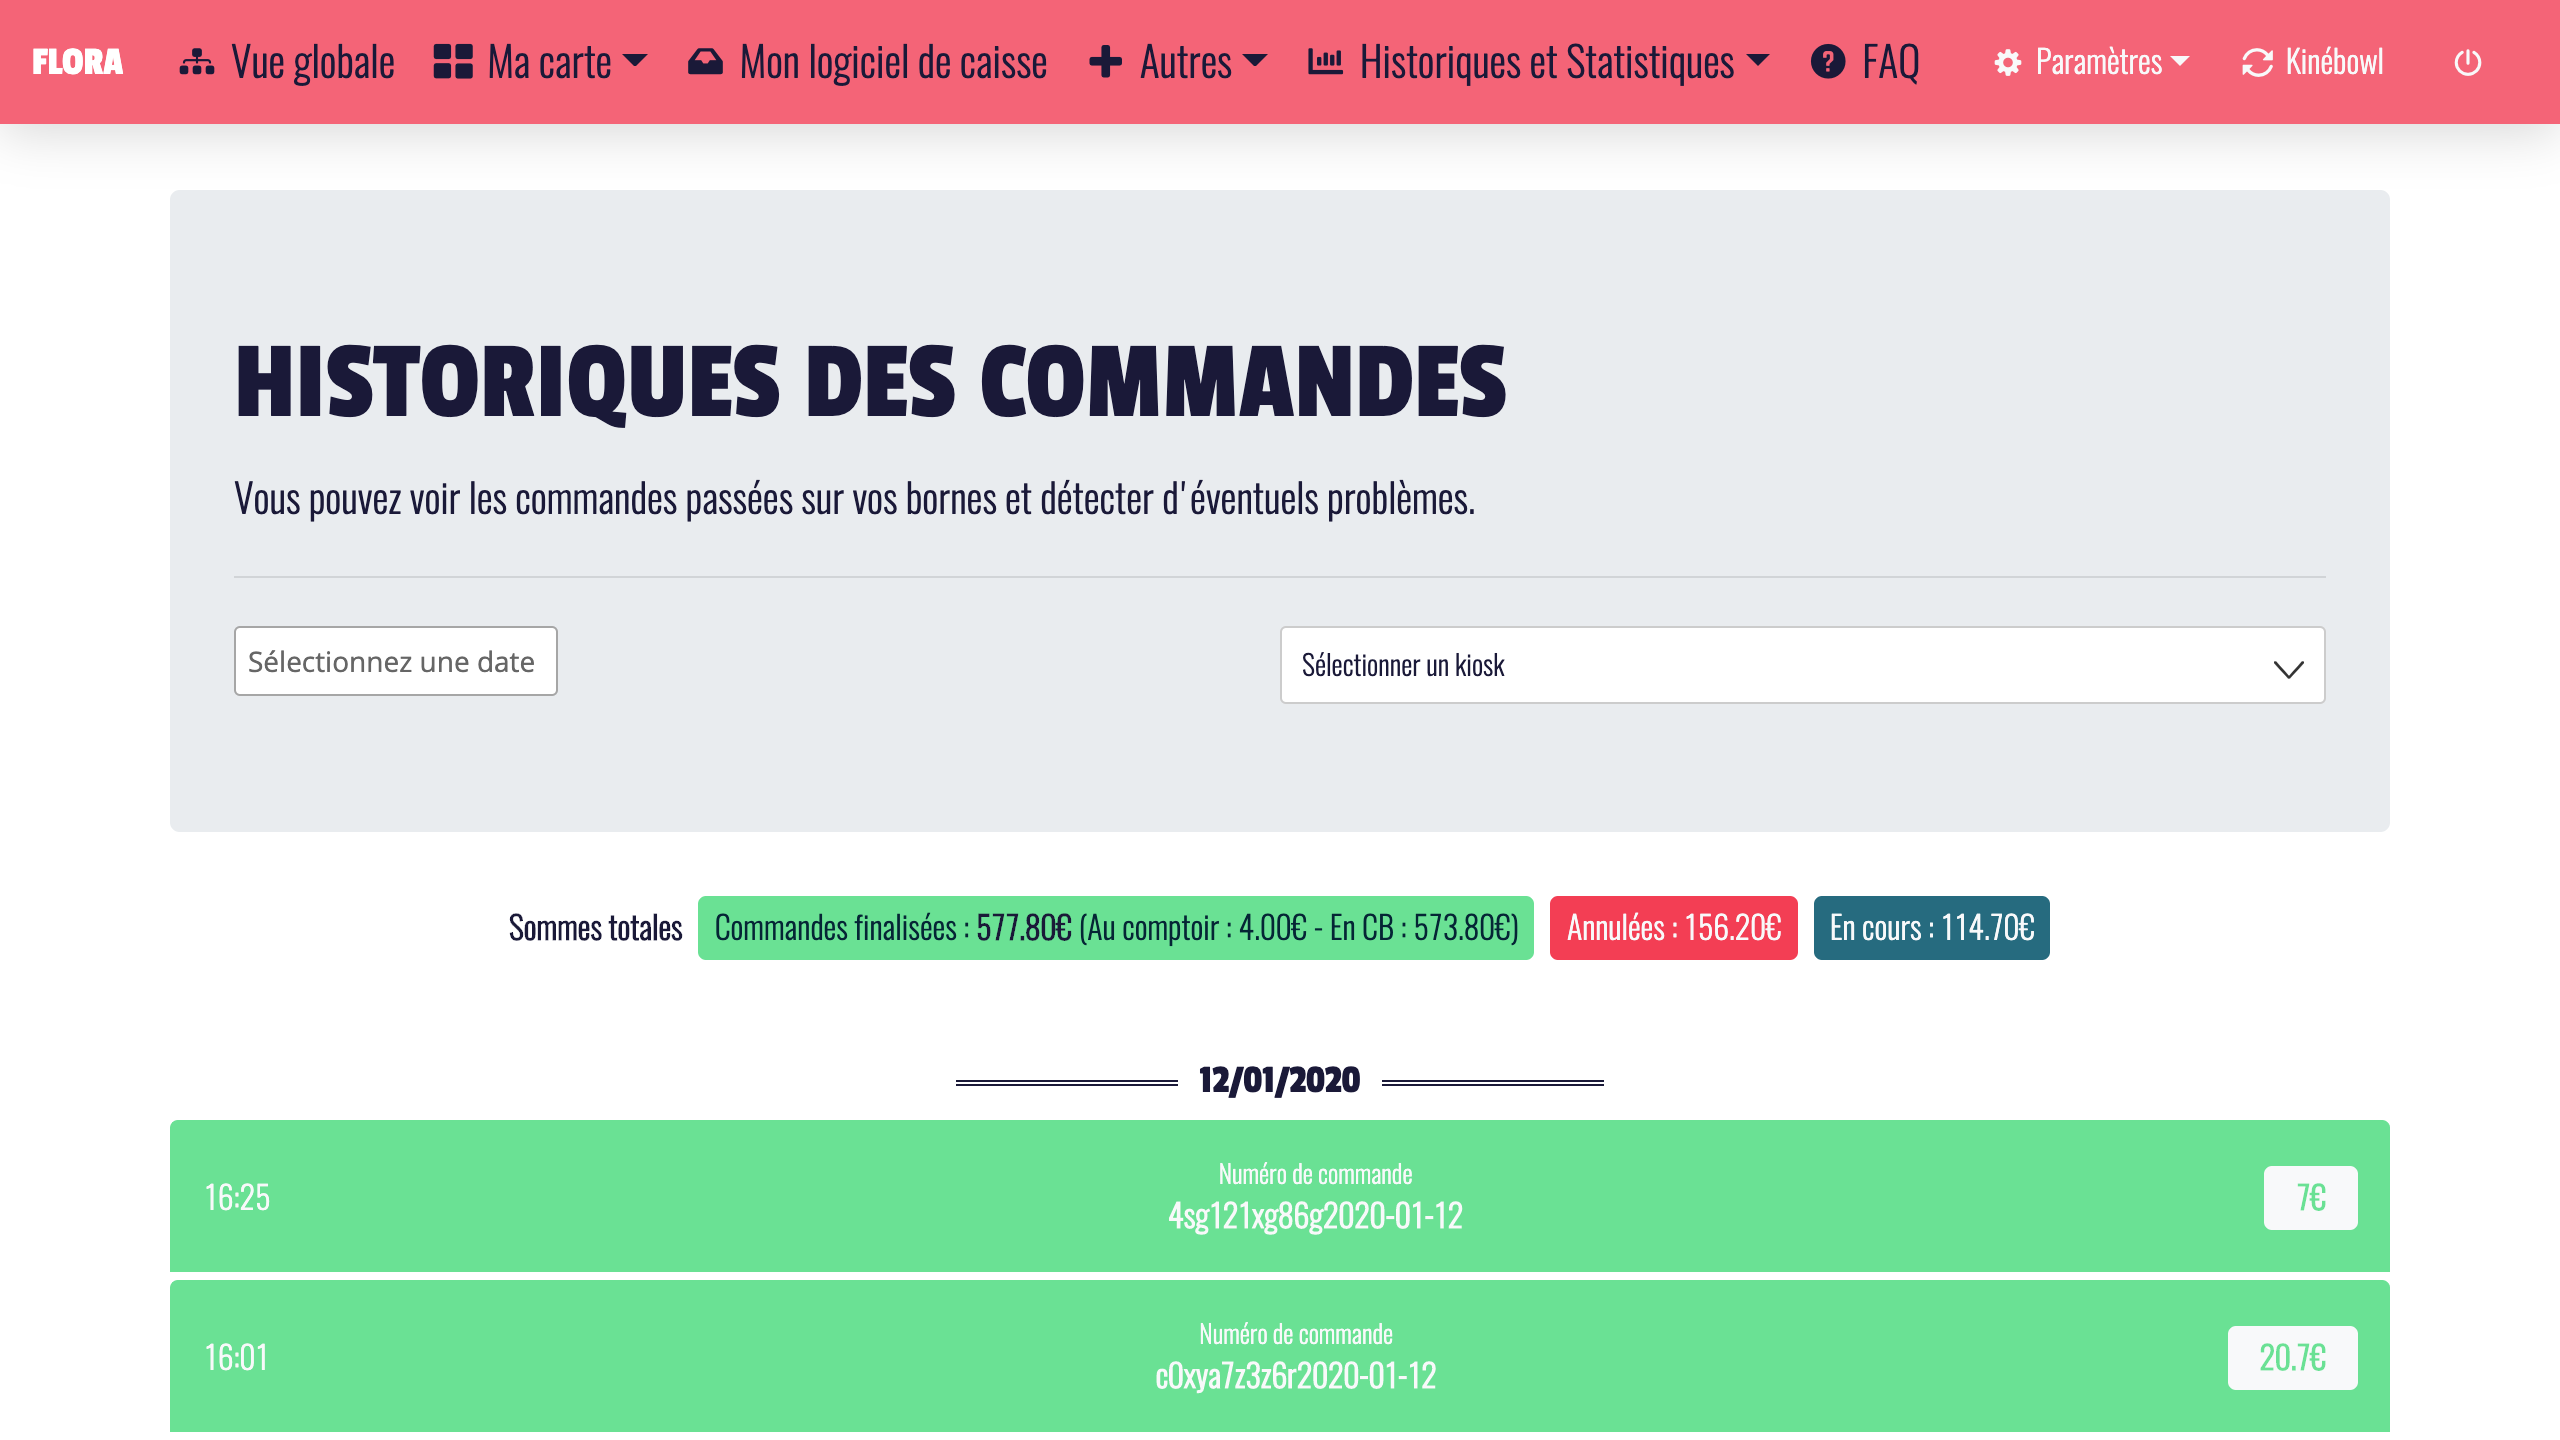 FLORA Vue globale Ma carte Mon logiciel de caisse Autres Historiques et Statistiques FAQ Paramètres Kinébowl
HISTORIQUES DES COMMANDES
Vous pouvez voir les commandes passées sur vos bornes et détecter d'éventuels problèmes.
Sélectionnez une date Sélectionner un kiosk
Sommes totales Commandes finalisées : 577.80€ (Au comptoir : 4.00€ - En CB : 573.80€) Annulées : 156.20€ En cours : 114.70€
12/01/2020
Numéro de commande
16:25 4sg121xg86g2020-01-12 7€
Numéro de commande
16:01 c0xya7z3z6r2020-01-12 20.7€